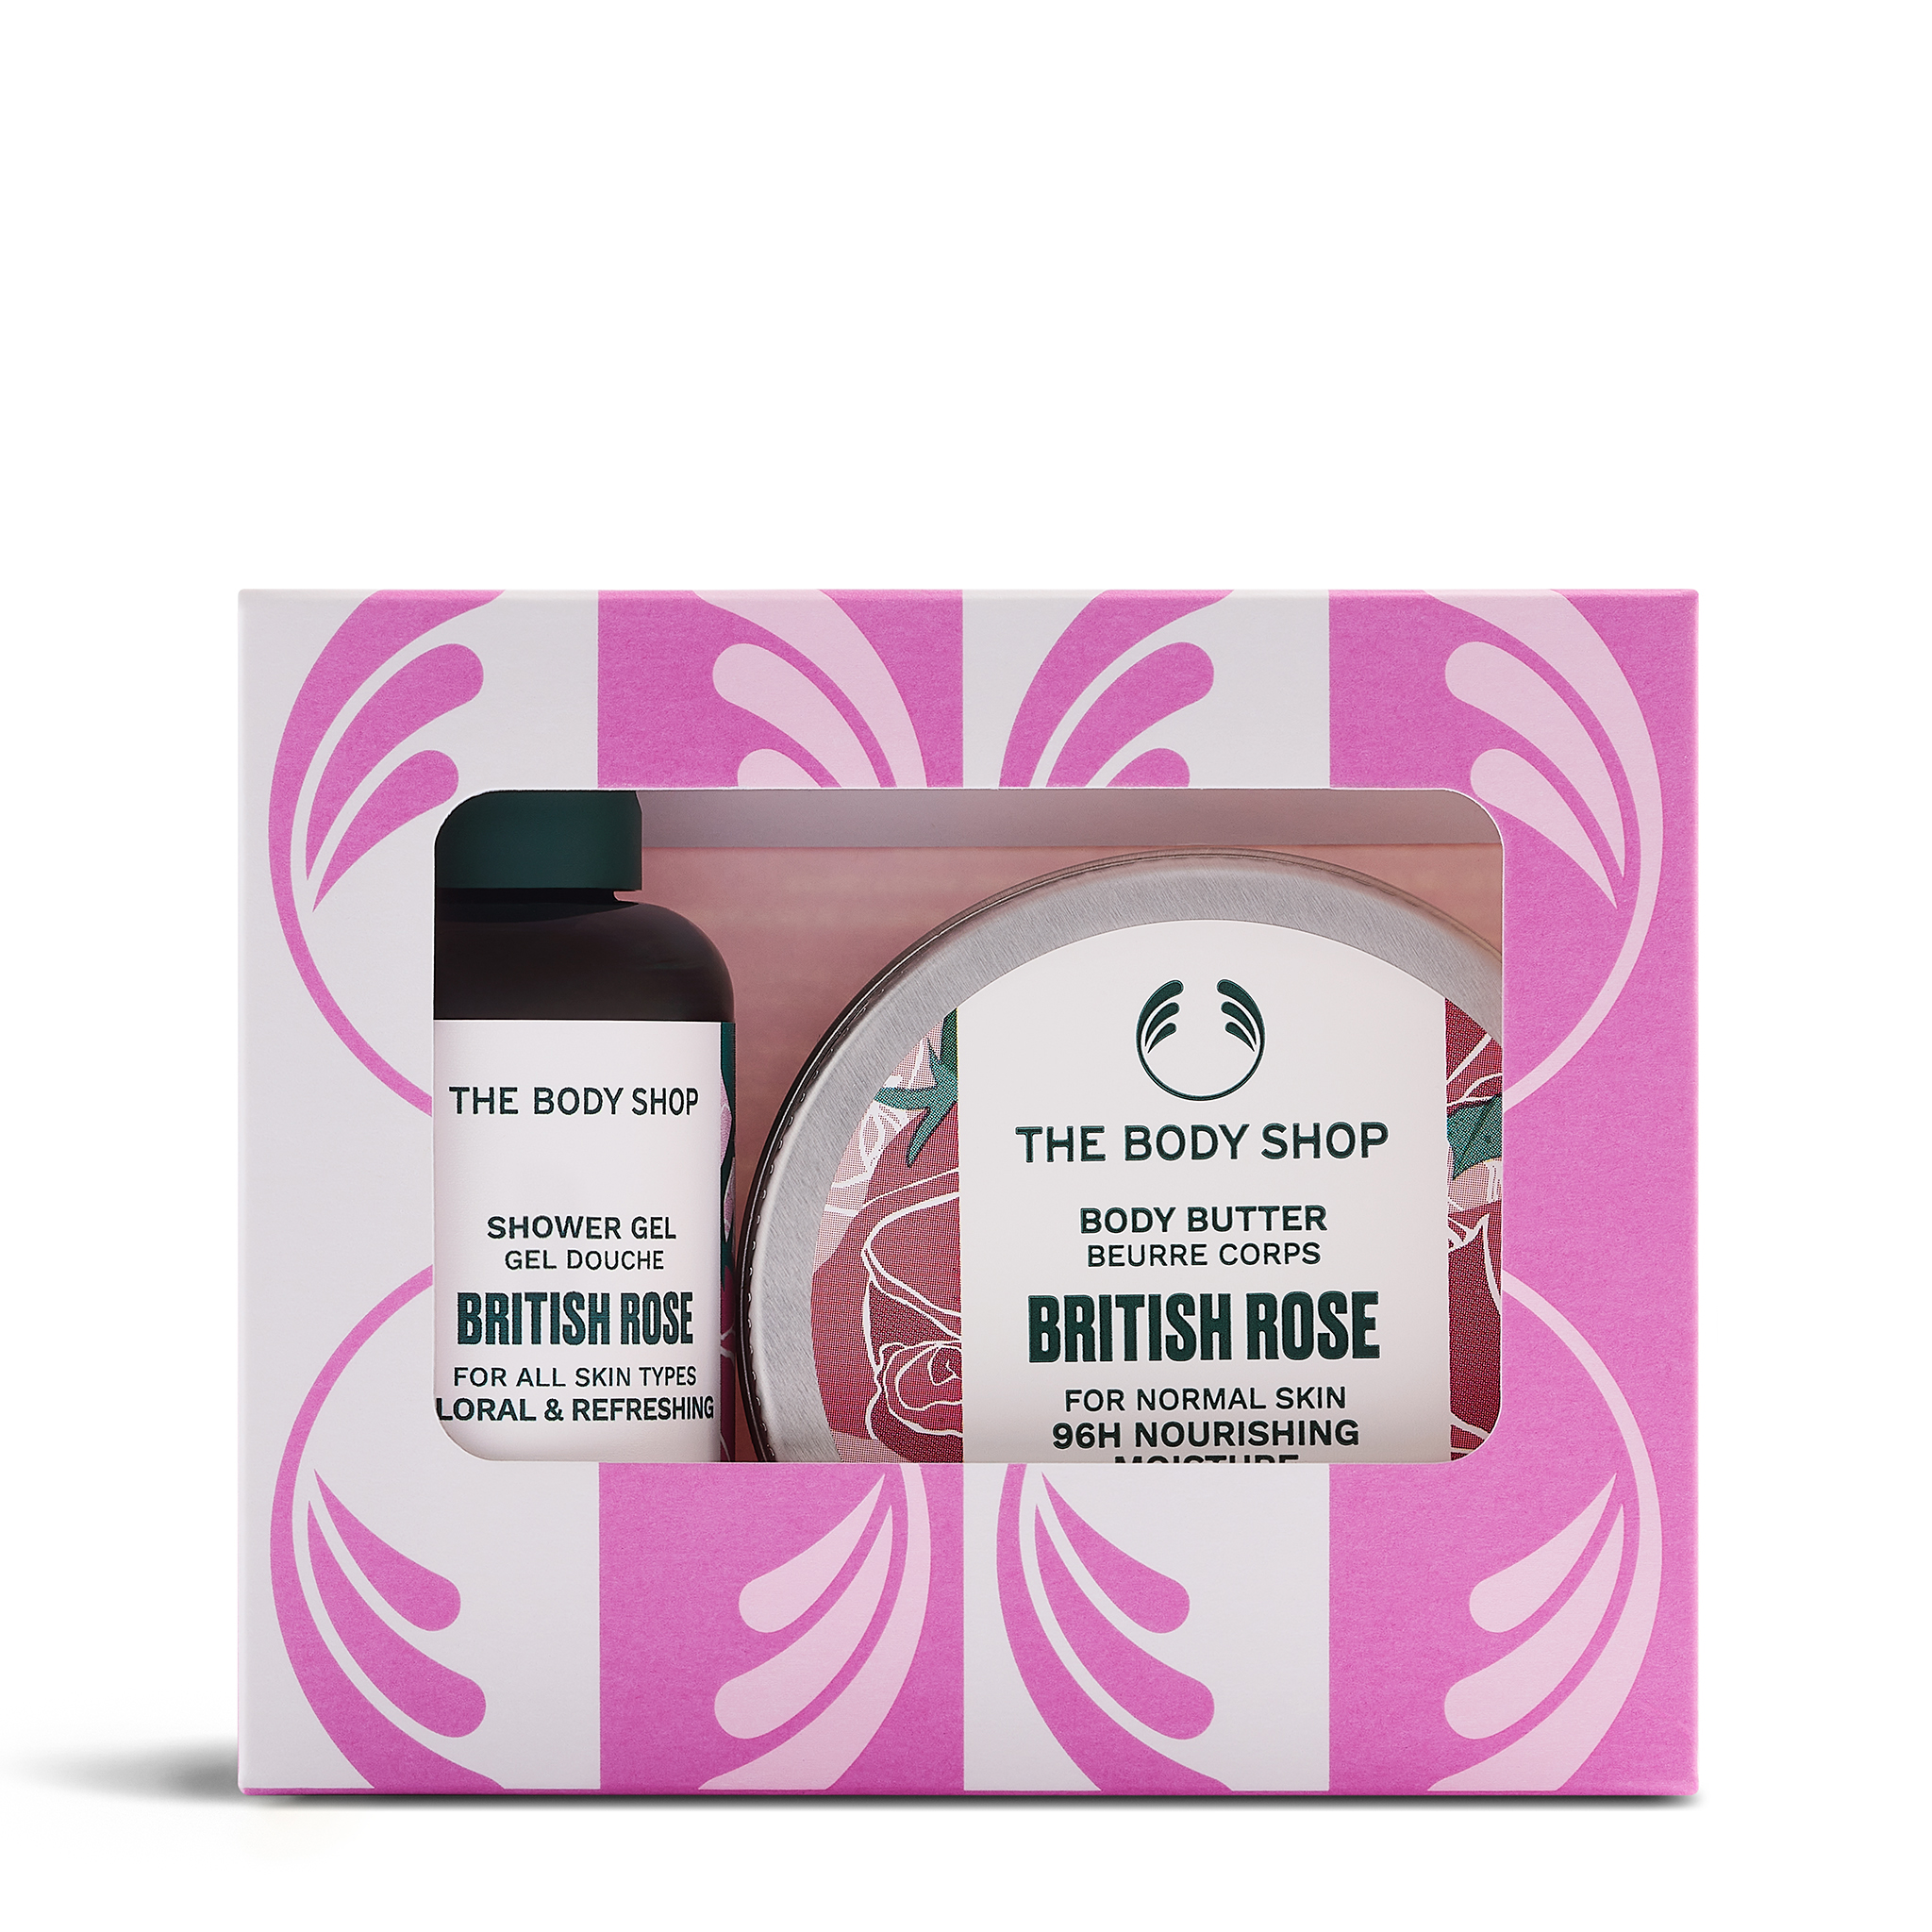 THE BODY SHOP
SHOWER GEL
GEL DOUCHE
BRITISH ROSE
FOR ALL SKIN TYPES
LORAL & REFRESHING
THE BODY SHOP
BODY BUTTER
BEURRE CORPS
BRITISH ROSE
FOR NORMAL SKIN
96H NOURISHING
MOISTURE